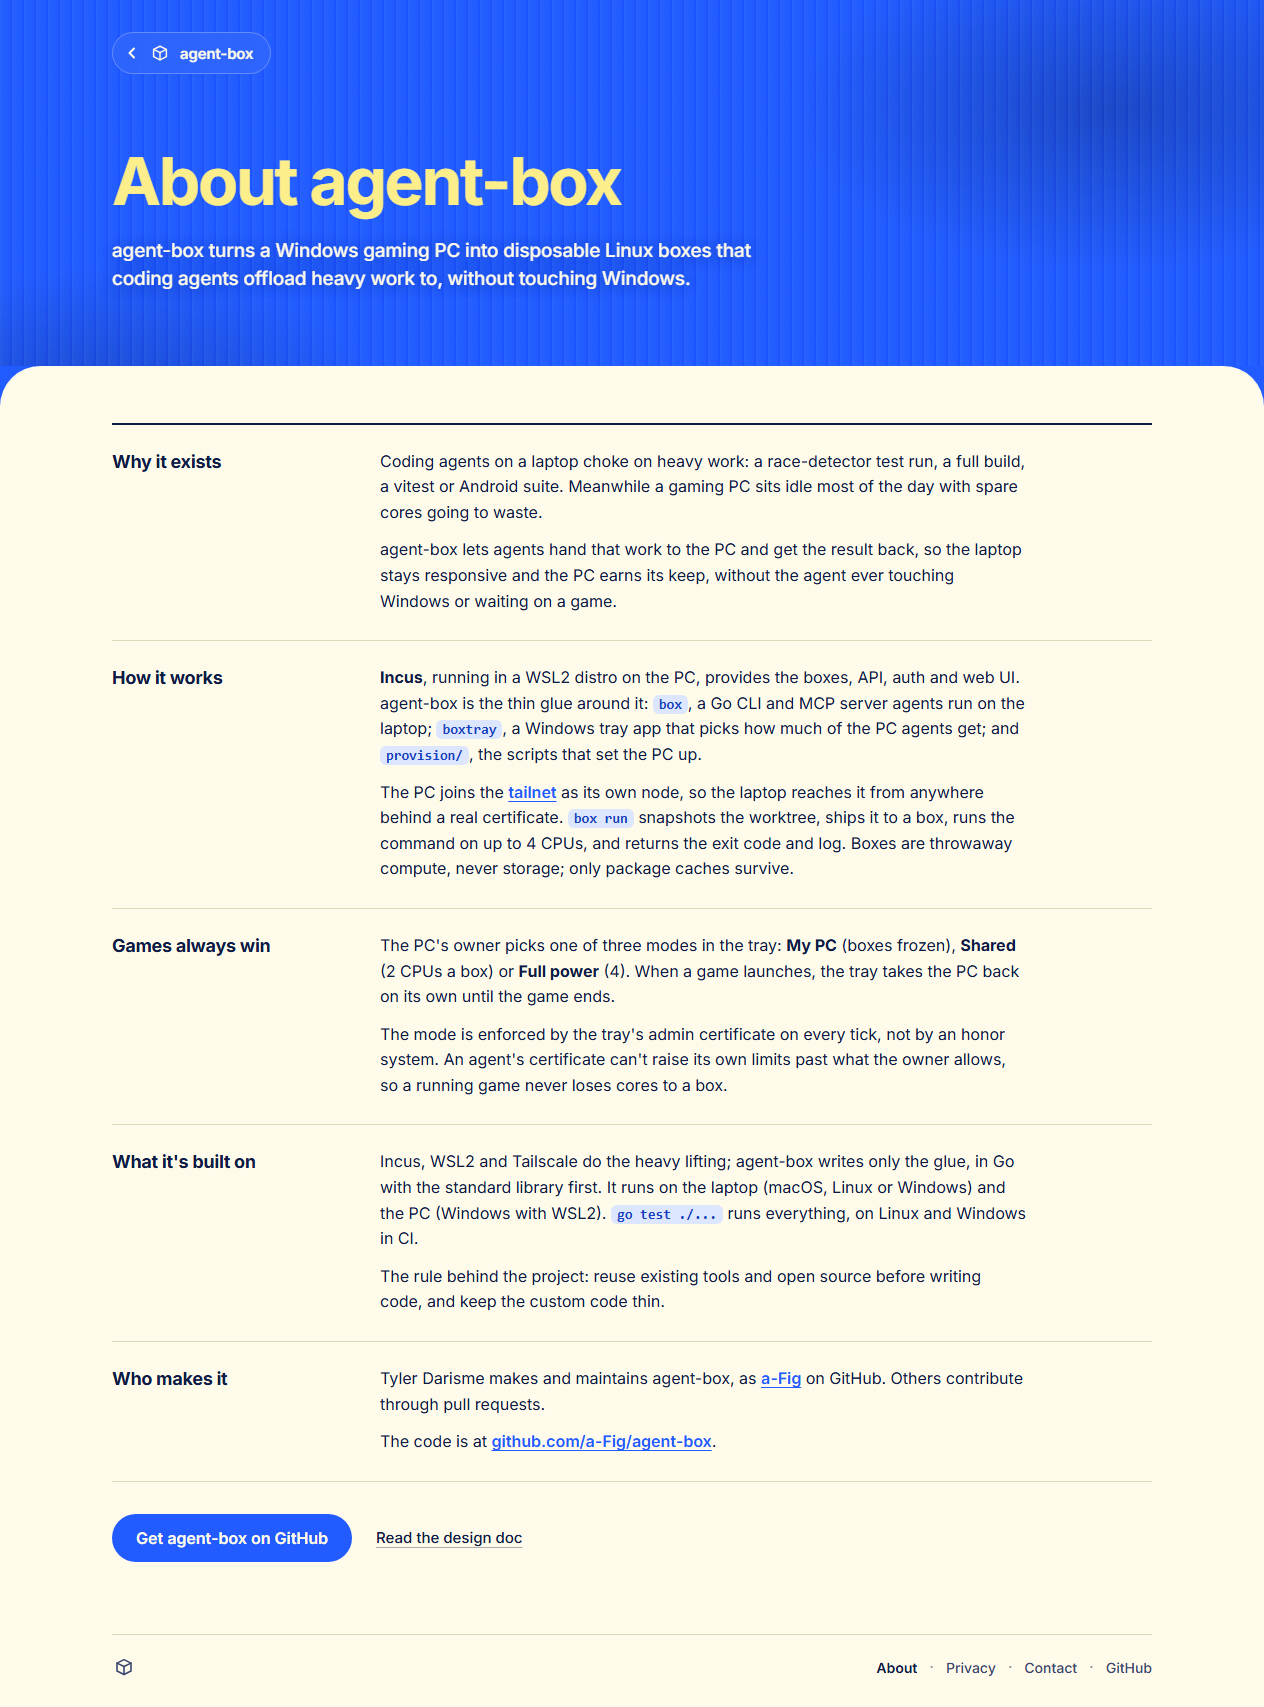 agent-box
About agent-box
agent-box turns a Windows gaming PC into disposable Linux boxes that
coding agents offload heavy work to, without touching Windows.
Why it exists
Coding agents on a laptop choke on heavy work: a race-detector test run, a full build,
a vitest or Android suite. Meanwhile a gaming PC sits idle most of the day with spare
cores going to waste.
agent-box lets agents hand that work to the PC and get the result back, so the laptop
stays responsive and the PC earns its keep, without the agent ever touching
Windows or waiting on a game.
How it works
Incus, running in a WSL2 distro on the PC, provides the boxes, API, auth and web UI.
agent-box is the thin glue around it: box, a Go CLI and MCP server agents run on the
laptop; boxtray, a Windows tray app that picks how much of the PC agents get; and
provision/, the scripts that set the PC up.
The PC joins the tailnet as its own node, so the laptop reaches it from anywhere
behind a real certificate. box run snapshots the worktree, ships it to a box, runs the
command on up to 4 CPUs, and returns the exit code and log. Boxes are throwaway
compute, never storage; only package caches survive.
Games always win
The PC's owner picks one of three modes in the tray: My PC (boxes frozen), Shared
(2 CPUs a box) or Full power (4). When a game launches, the tray takes the PC back
on its own until the game ends.
The mode is enforced by the tray's admin certificate on every tick, not by an honor
system. An agent's certificate can't raise its own limits past what the owner allows,
so a running game never loses cores to a box.
What it's built on
Incus, WSL2 and Tailscale do the heavy lifting; agent-box writes only the glue, in Go
with the standard library first. It runs on the laptop (macOS, Linux or Windows) and
the PC (Windows with WSL2). go test ./... runs everything, on Linux and Windows
in CI.
The rule behind the project: reuse existing tools and open source before writing
code, and keep the custom code thin.
Who makes it
Tyler Darisme makes and maintains agent-box, as a-Fig on GitHub. Others contribute
through pull requests.
The code is at github.com/a-Fig/agent-box.
Get agent-box on GitHub
Read the design doc
About · Privacy · Contact · GitHub